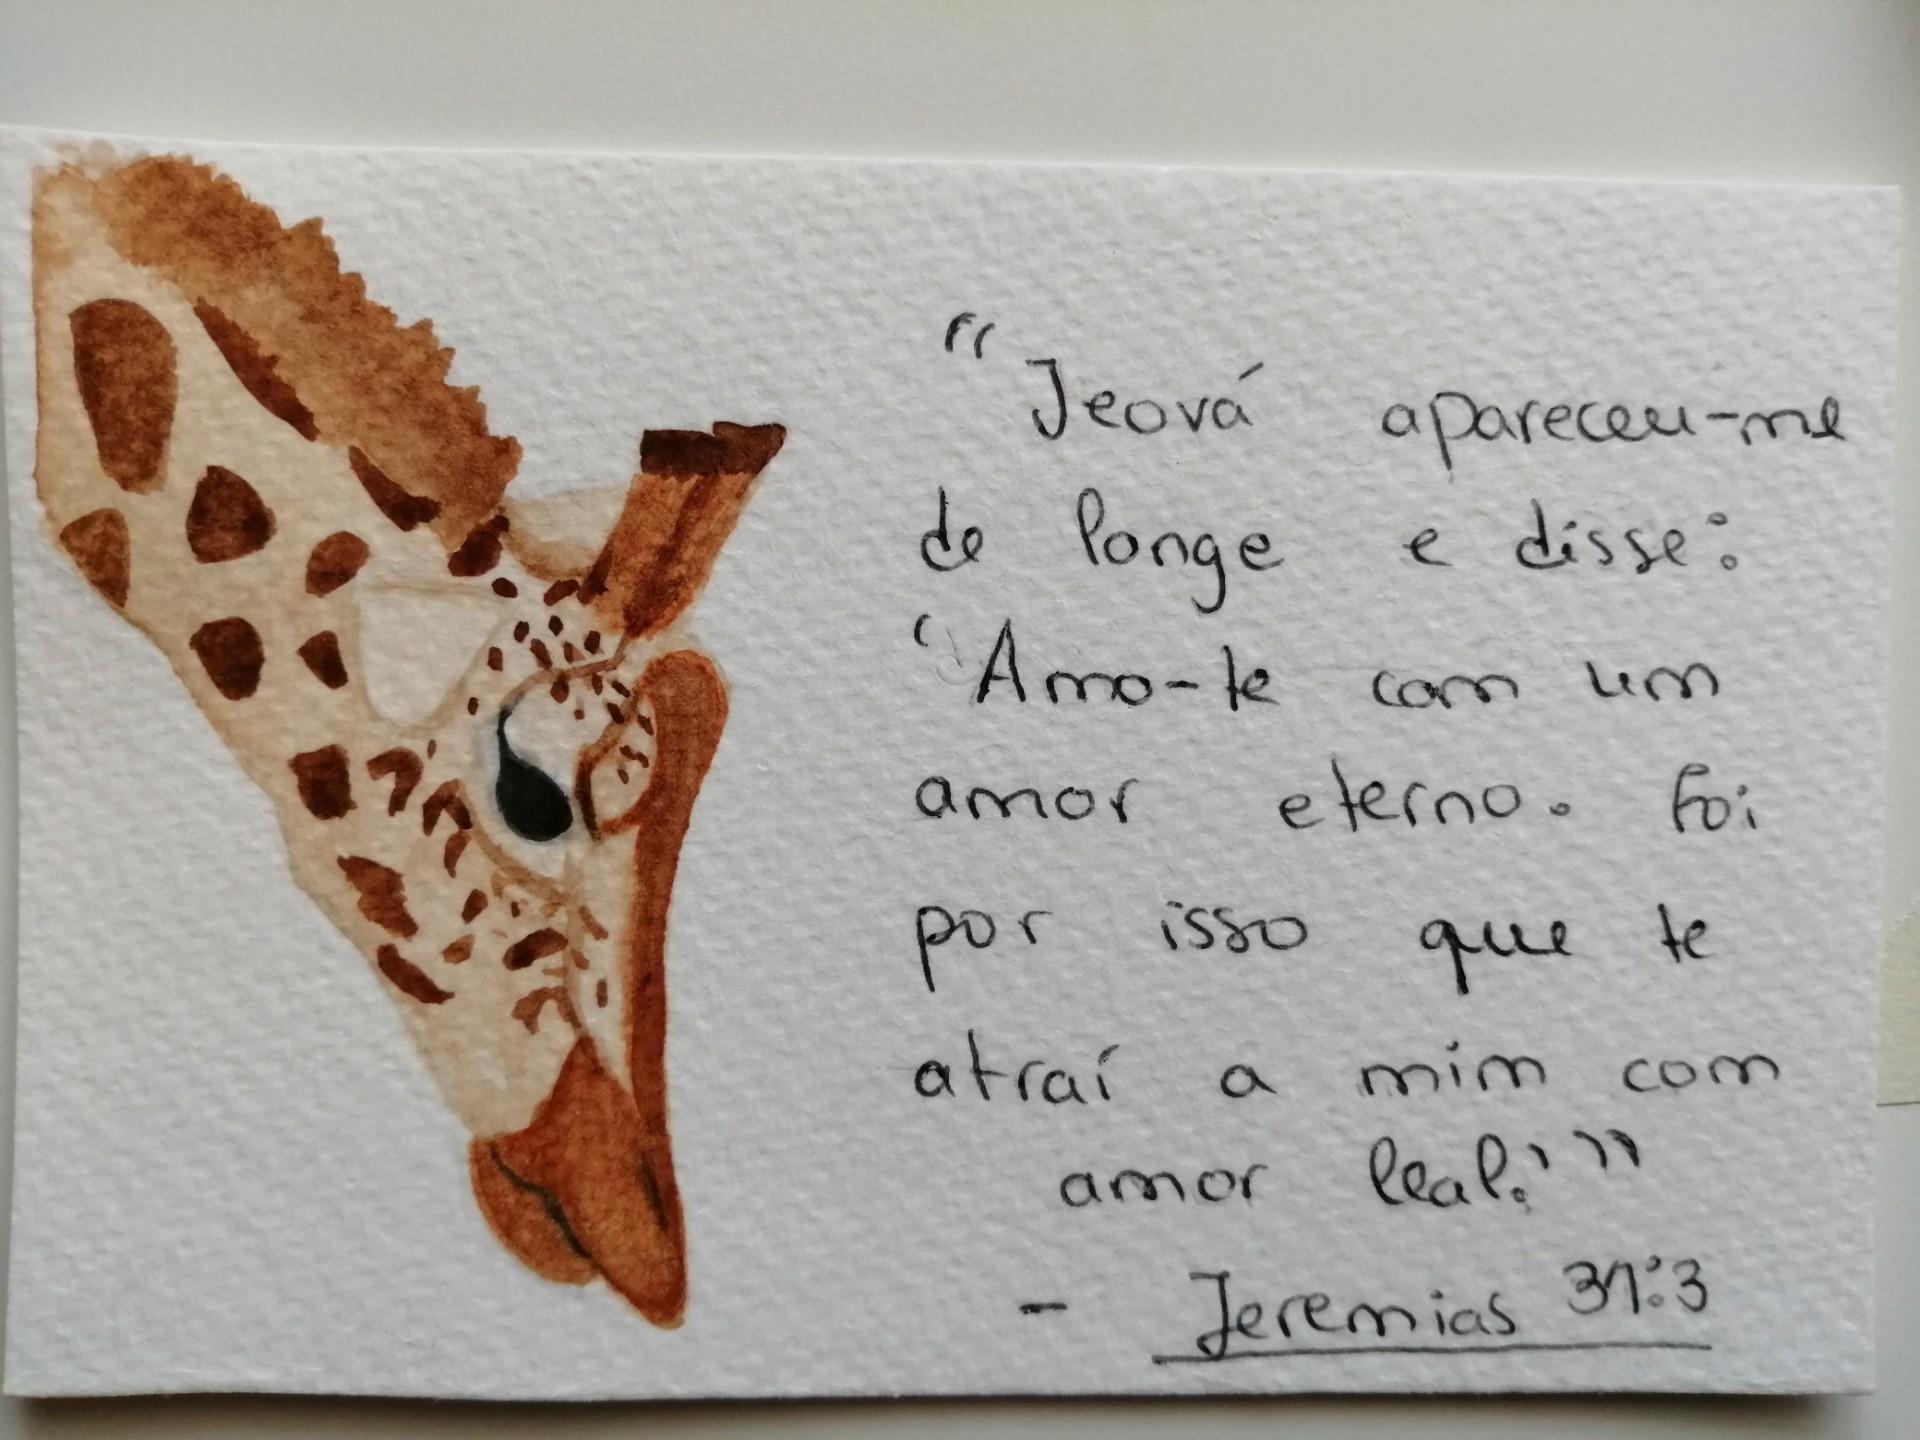 "Jeová apareceu-me
de longe e disse:
'Amo-te com um
amor eterno. Foi
por isso que te
atraí a mim com
amor leal.'"
- Jeremias 31:3